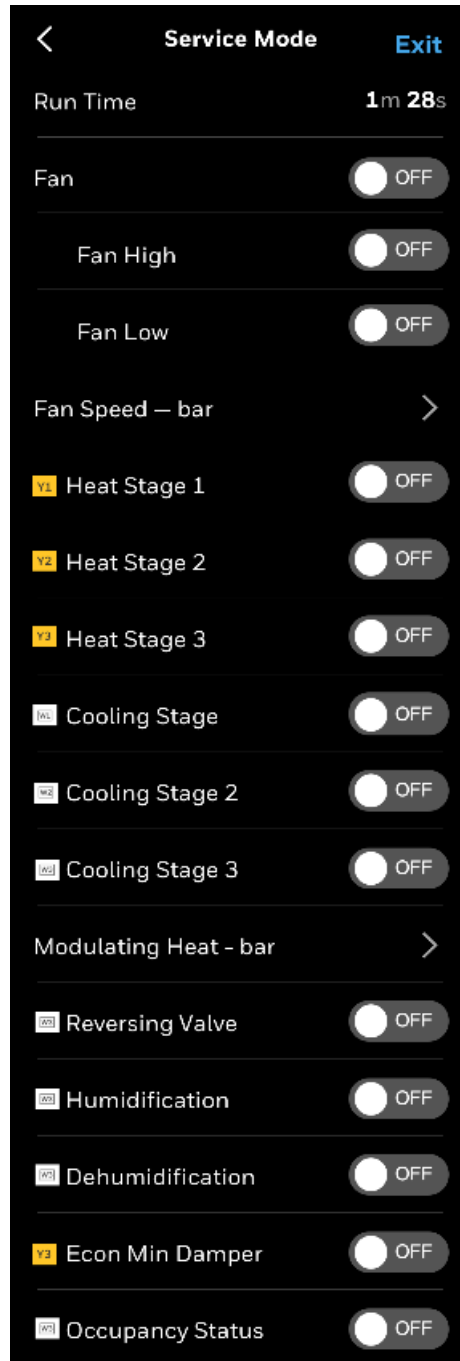 Service Mode Exit
Run Time 1m 28s
Fan OFF
Fan High OFF
Fan Low OFF
Fan Speed — bar
Y1 Heat Stage 1 OFF
Y2 Heat Stage 2 OFF
Y3 Heat Stage 3 OFF
W1 Cooling Stage OFF
W2 Cooling Stage 2 OFF
Cooling Stage 3 OFF
Modulating Heat - bar
Reversing Valve OFF
Humidification OFF
Dehumidification OFF
Y3 Econ Min Damper OFF
Occupancy Status OFF